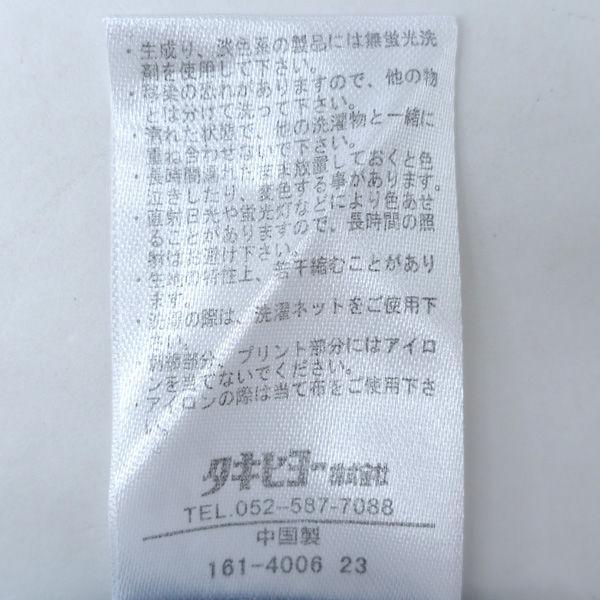 ・生成り、淡色系の製品には無蛍光洗
剤を使用して下さい。
・移染の恐れがありますので、他の物
とはわけて洗って下さい。
・濡れた状態で、他の洗濯物と一緒に
重ね合わせないで下さい。
・長時間濡れたまま放置しておくと色
泣きしたり、変色する事があります。
・直射日光や蛍光灯などにより色あせ
ることがありますので、長時間の照
射はお避け下さい。
・生地の特性上、若干縮むことがあり
ます。
・洗濯の際は、洗濯ネットをご使用下
さい。
・刺繍部分、プリント部分にはアイロ
ンを当てないでください。
・アイロンの際は当て布をご使用下さ
い。
タキヒヨー株式会社
TEL.052-587-7088
中国製
161-4006 23